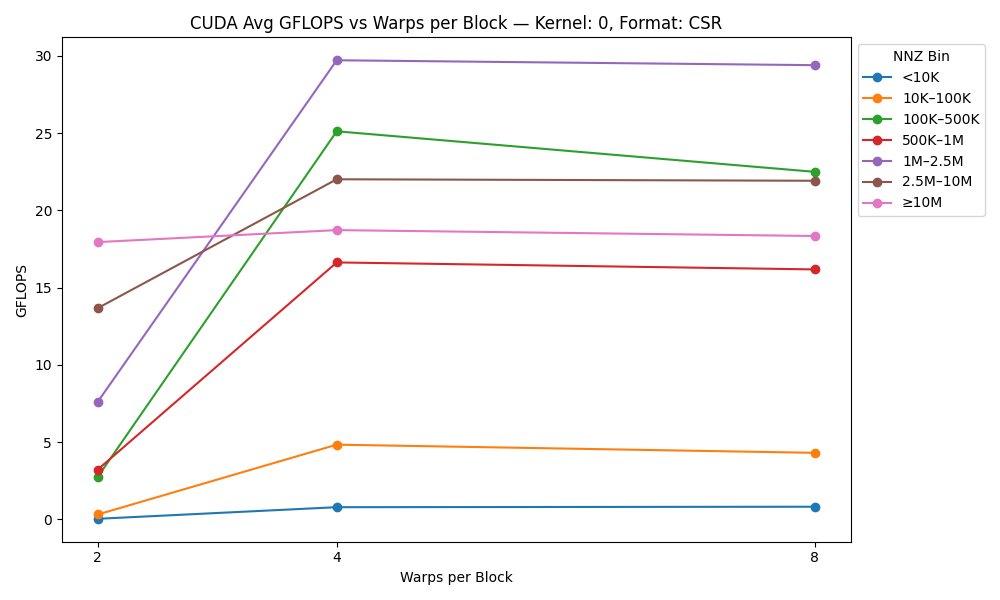 CUDA Avg GFLOPS vs Warps per Block — Kernel: 0, Format: CSR
NNZ Bin
<10K
10K–100K
100K–500K
500K–1M
1M–2.5M
2.5M–10M
≥10M
30
25
20
15
10
5
0
GFLOPS
2
4
8
Warps per Block